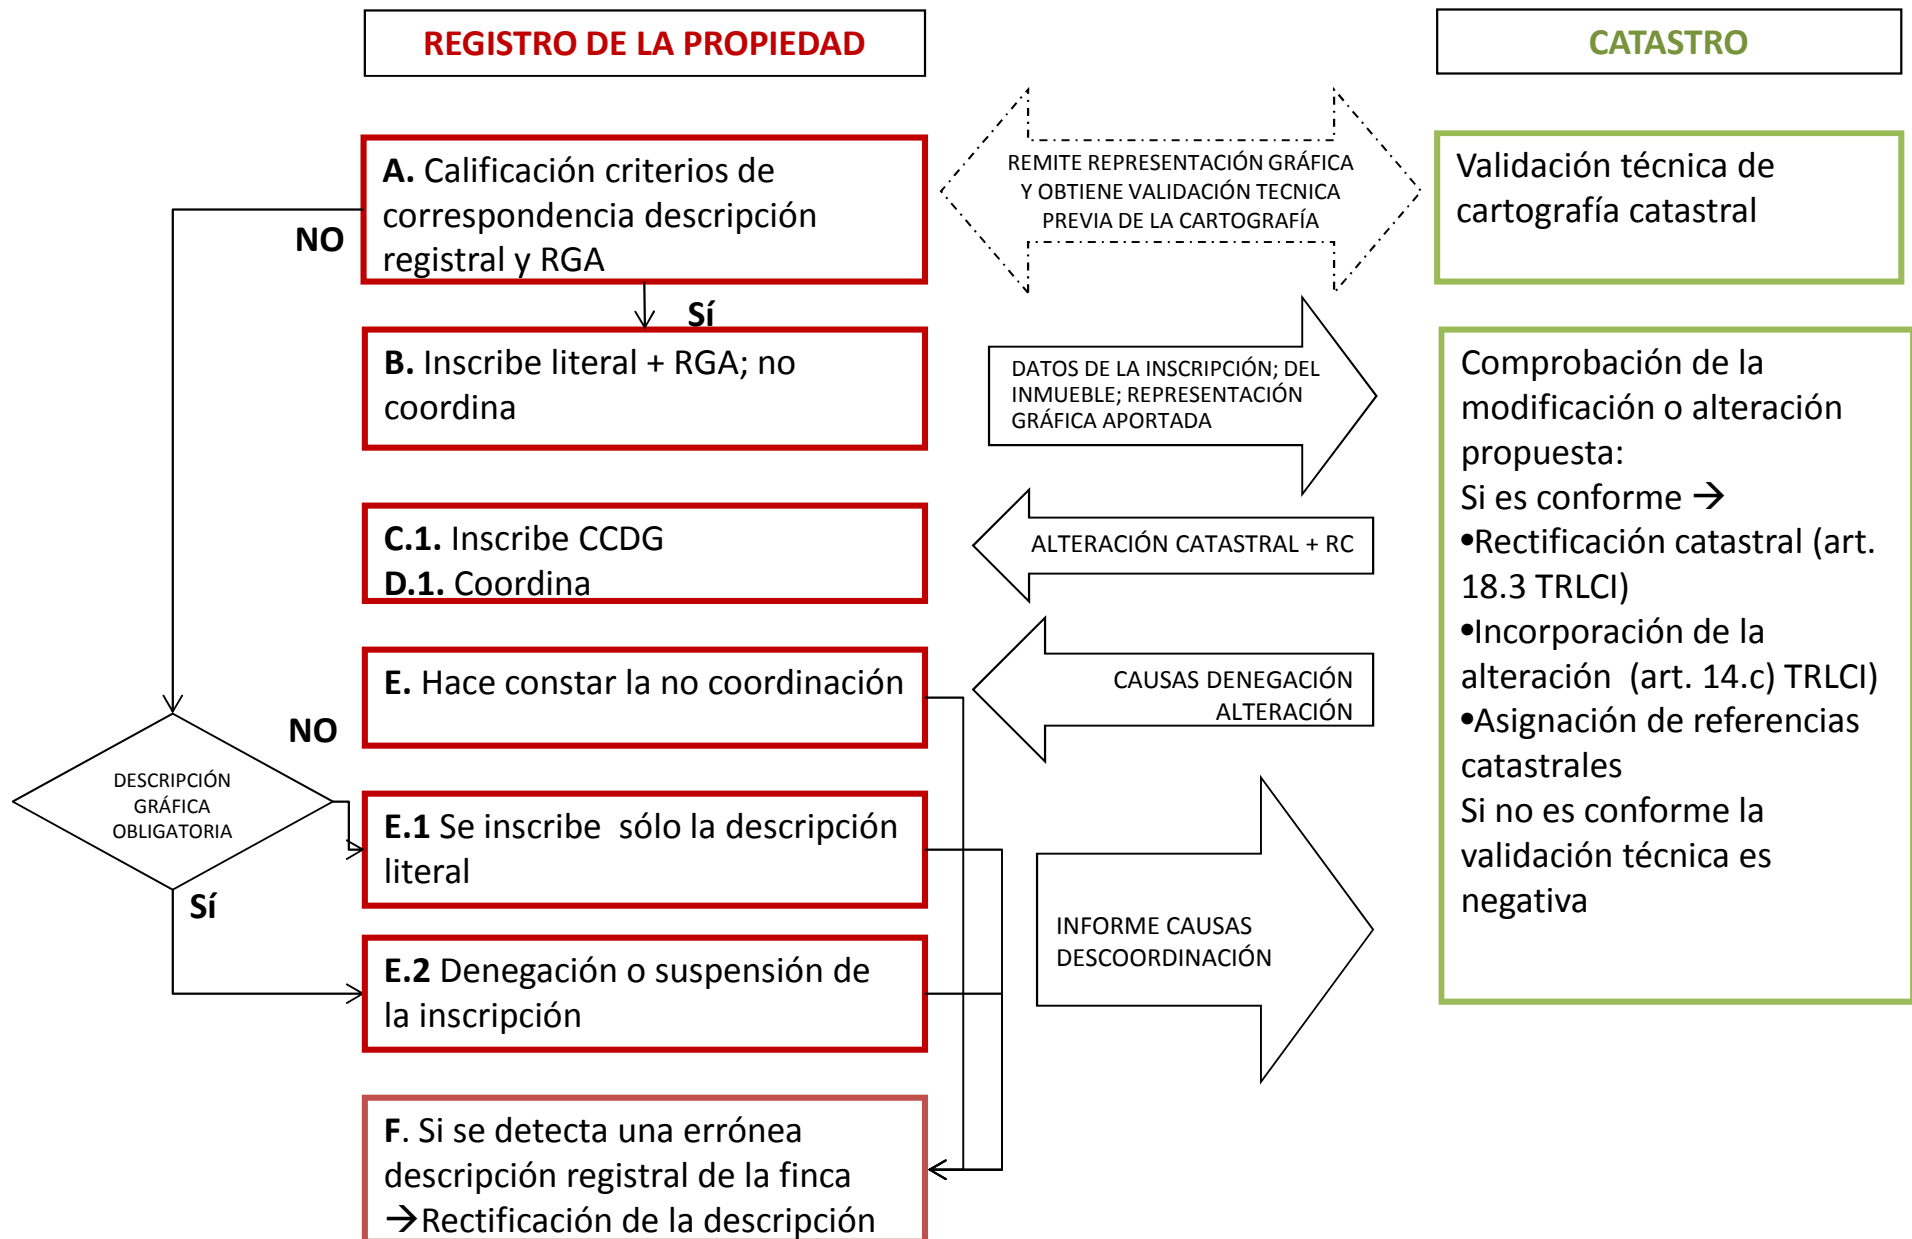 REGISTRO DE LA PROPIEDAD
CATASTRO
A. Calificación criterios de
correspondencia descripción
registral y RGA
REMITE REPRESENTACIÓN GRÁFICA
Y OBTIENE VALIDACIÓN TECNICA
PREVIA DE LA CARTOGRAFÍA
Validación técnica de
cartografía catastral
NO
Sí
B. Inscribe literal + RGA; no
coordina
DATOS DE LA INSCRIPCIÓN; DEL
INMUEBLE; REPRESENTACIÓN
GRÁFICA APORTADA
Comprobación de la
modificación o alteración
propuesta:
Si es conforme →
•Rectificación catastral (art.
18.3 TRLCI)
•Incorporación de la
alteración (art. 14.c) TRLCI)
•Asignación de referencias
catastrales
Si no es conforme la
validación técnica es
negativa
C.1. Inscribe CCDG
D.1. Coordina
ALTERACIÓN CATASTRAL + RC
E. Hace constar la no coordinación
CAUSAS DENEGACIÓN
ALTERACIÓN
NO
DESCRIPCIÓN
GRÁFICA
OBLIGATORIA
E.1 Se inscribe sólo la descripción
literal
Sí
INFORME CAUSAS
DESCOORDINACIÓN
E.2 Denegación o suspensión de
la inscripción
F. Si se detecta una errónea
descripción registral de la finca
→Rectificación de la descripción